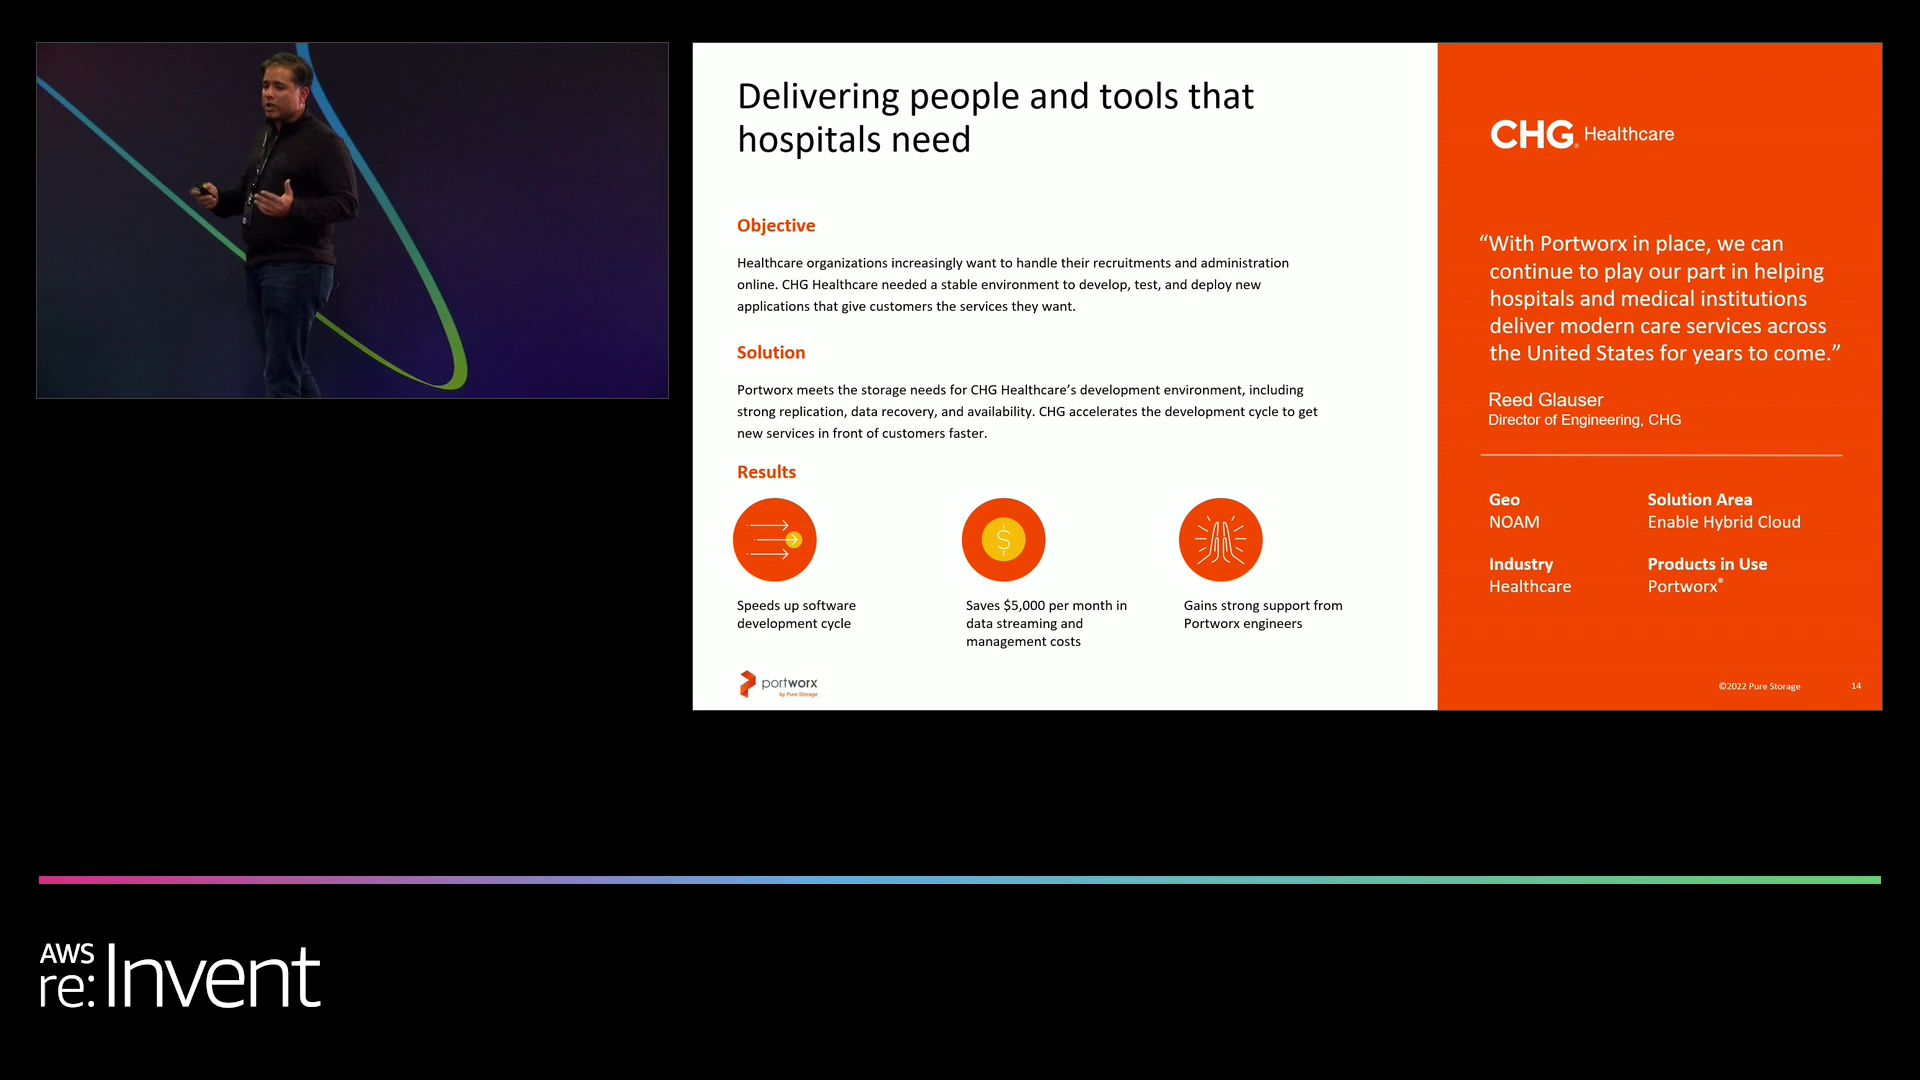 Delivering people and tools that
hospitals need
Objective
Healthcare organizations increasingly want to handle their recruitments and administration
online. CHG Healthcare needed a stable environment to develop, test, and deploy new
applications that give customers the services they want.
Solution
Portworx meets the storage needs for CHG Healthcare’s development environment, including
strong replication, data recovery, and availability. CHG accelerates the development cycle to get
new services in front of customers faster.
Results
$
Speeds up software
development cycle
Saves $5,000 per month in
data streaming and
management costs
Gains strong support from
Portworx engineers
portworx
by Pure Storage
CHG® Healthcare
“With Portworx in place, we can
continue to play our part in helping
hospitals and medical institutions
deliver modern care services across
the United States for years to come.”
Reed Glauser
Director of Engineering, CHG
Geo
NOAM
Solution Area
Enable Hybrid Cloud
Industry
Healthcare
Products in Use
Portworx®
©2022 Pure Storage
14
AWS
re:Invent